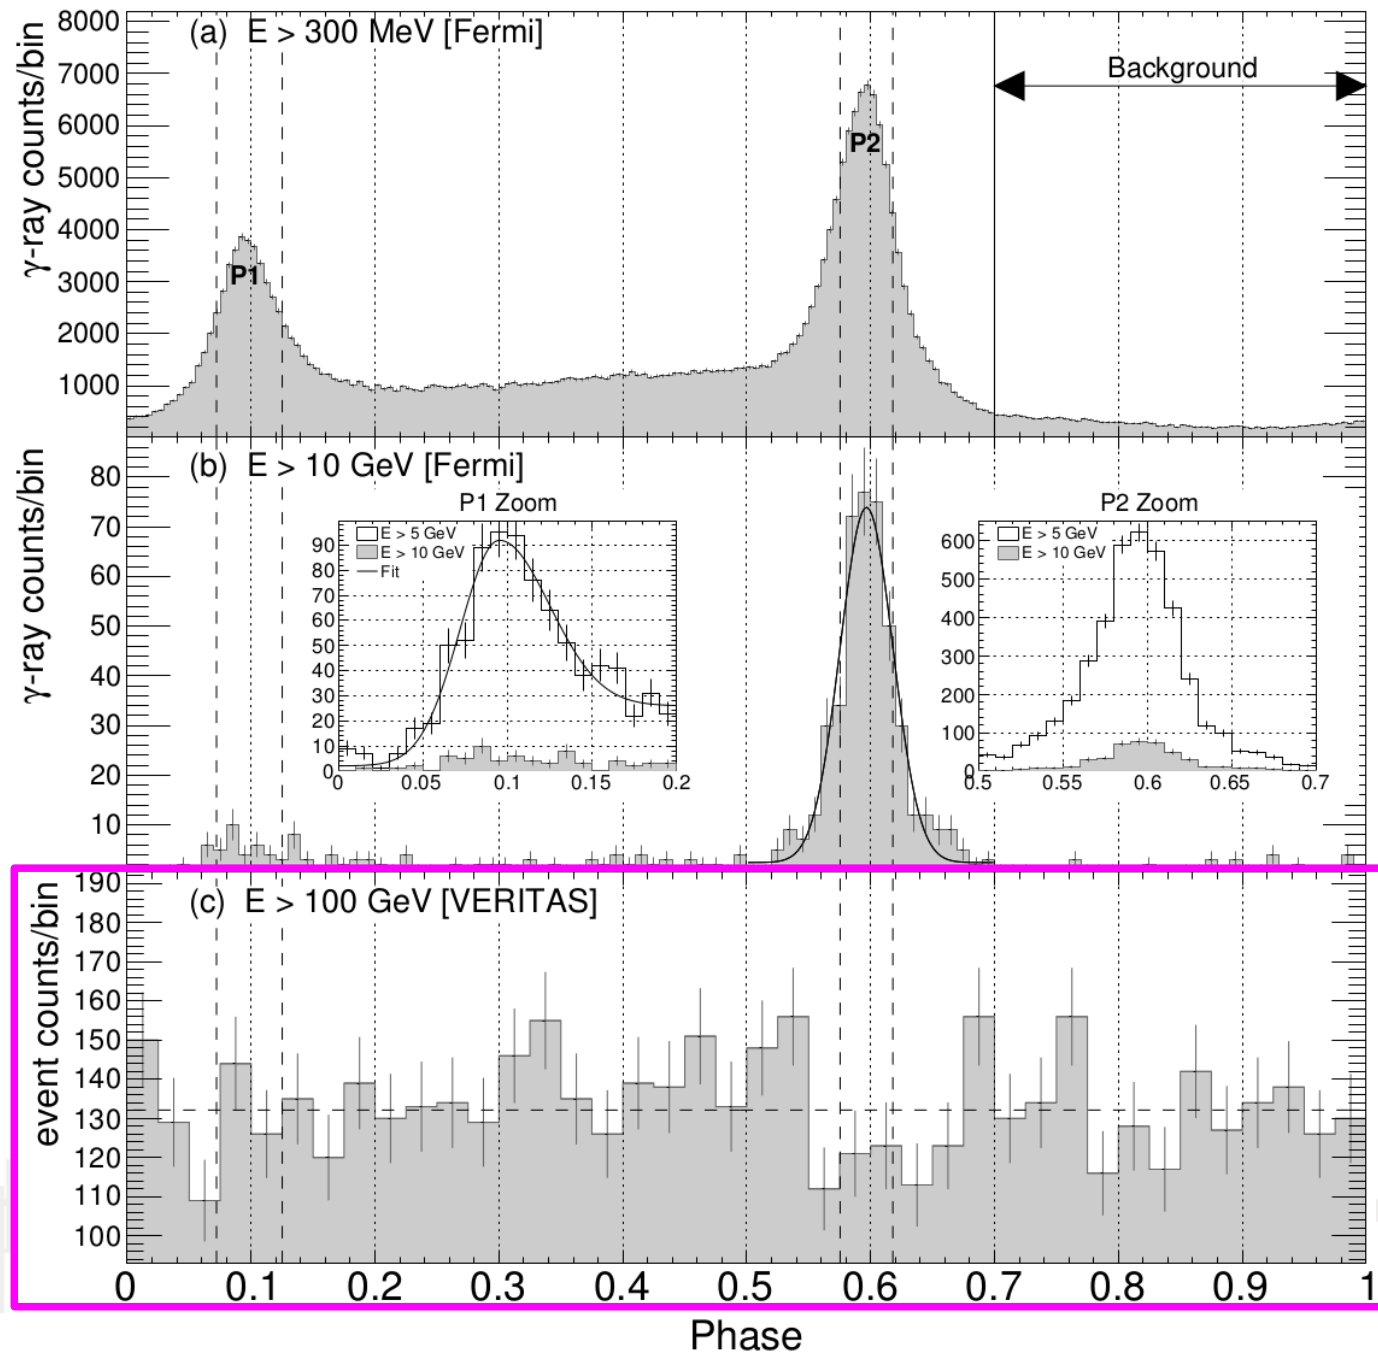 (a) E > 300 MeV [Fermi]
γ-ray counts/bin
8000
7000
6000
5000
4000
3000
2000
1000
P1
P2
Background
(b) E > 10 GeV [Fermi]
γ-ray counts/bin
80
70
60
50
40
30
20
10
P1 Zoom
E > 5 GeV
E > 10 GeV
Fit
90
80
70
60
50
40
30
20
10
0
0 0.05 0.1 0.15 0.2
P2 Zoom
E > 5 GeV
E > 10 GeV
600
500
400
300
200
100
0
0.5 0.55 0.6 0.65 0.7
(c) E > 100 GeV [VERITAS]
event counts/bin
190
180
170
160
150
140
130
120
110
100
0 0.1 0.2 0.3 0.4 0.5 0.6 0.7 0.8 0.9 1
Phase